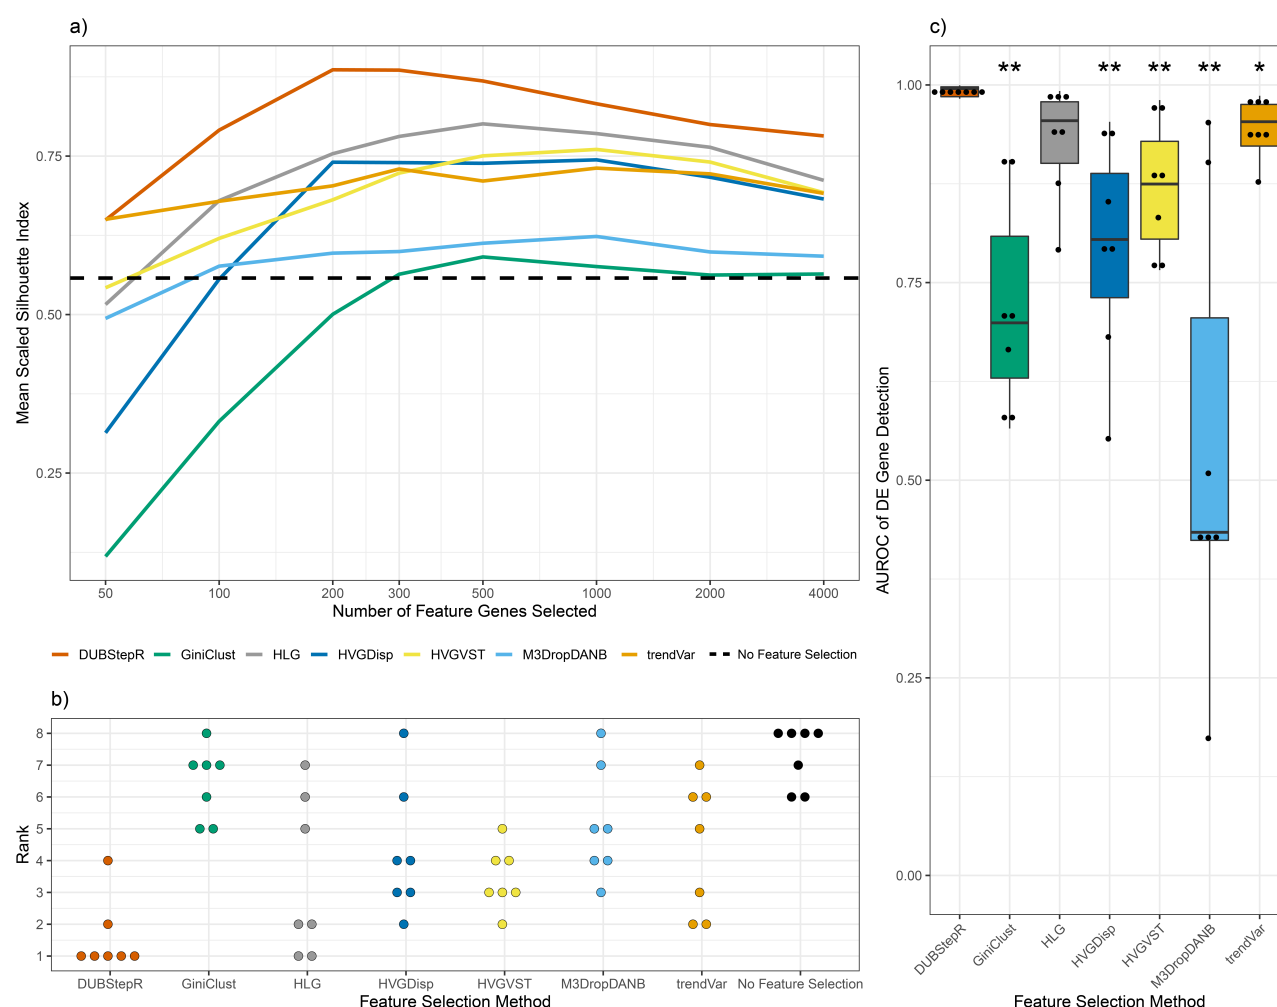 a)
Mean Scaled Silhouette Index
0.75
0.50
0.25
50 100 200 300 500 1000 2000 4000
Number of Feature Genes Selected
DUBStepR GiniClust HLG HVGDisp HVGVST M3DropDANB trendVar No Feature Selection
b)
Rank
8
7
6
5
4
3
2
1
DUBStepR GiniClust HLG HVGDisp HVGVST M3DropDANB trendVar No Feature Selection
Feature Selection Method
c)
** ** ** ** *
AUROC of DE Gene Detection
1.00
0.75
0.50
0.25
0.00
DUBStepR GiniClust HLG HVGDisp HVGVST M3DropDANB trendVar
Feature Selection Method